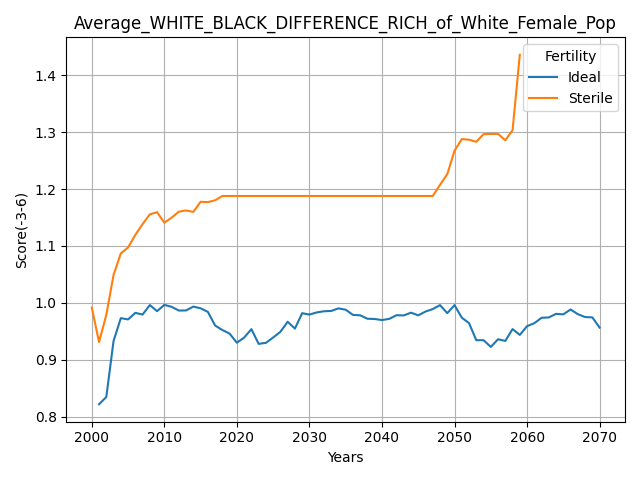 Average_WHITE_BLACK_DIFFERENCE_RICH_of_White_Female_Pop
Fertility
Ideal
Sterile
Score(-3-6)
1.4
1.3
1.2
1.1
1.0
0.9
0.8
2000 2010 2020 2030 2040 2050 2060 2070
Years